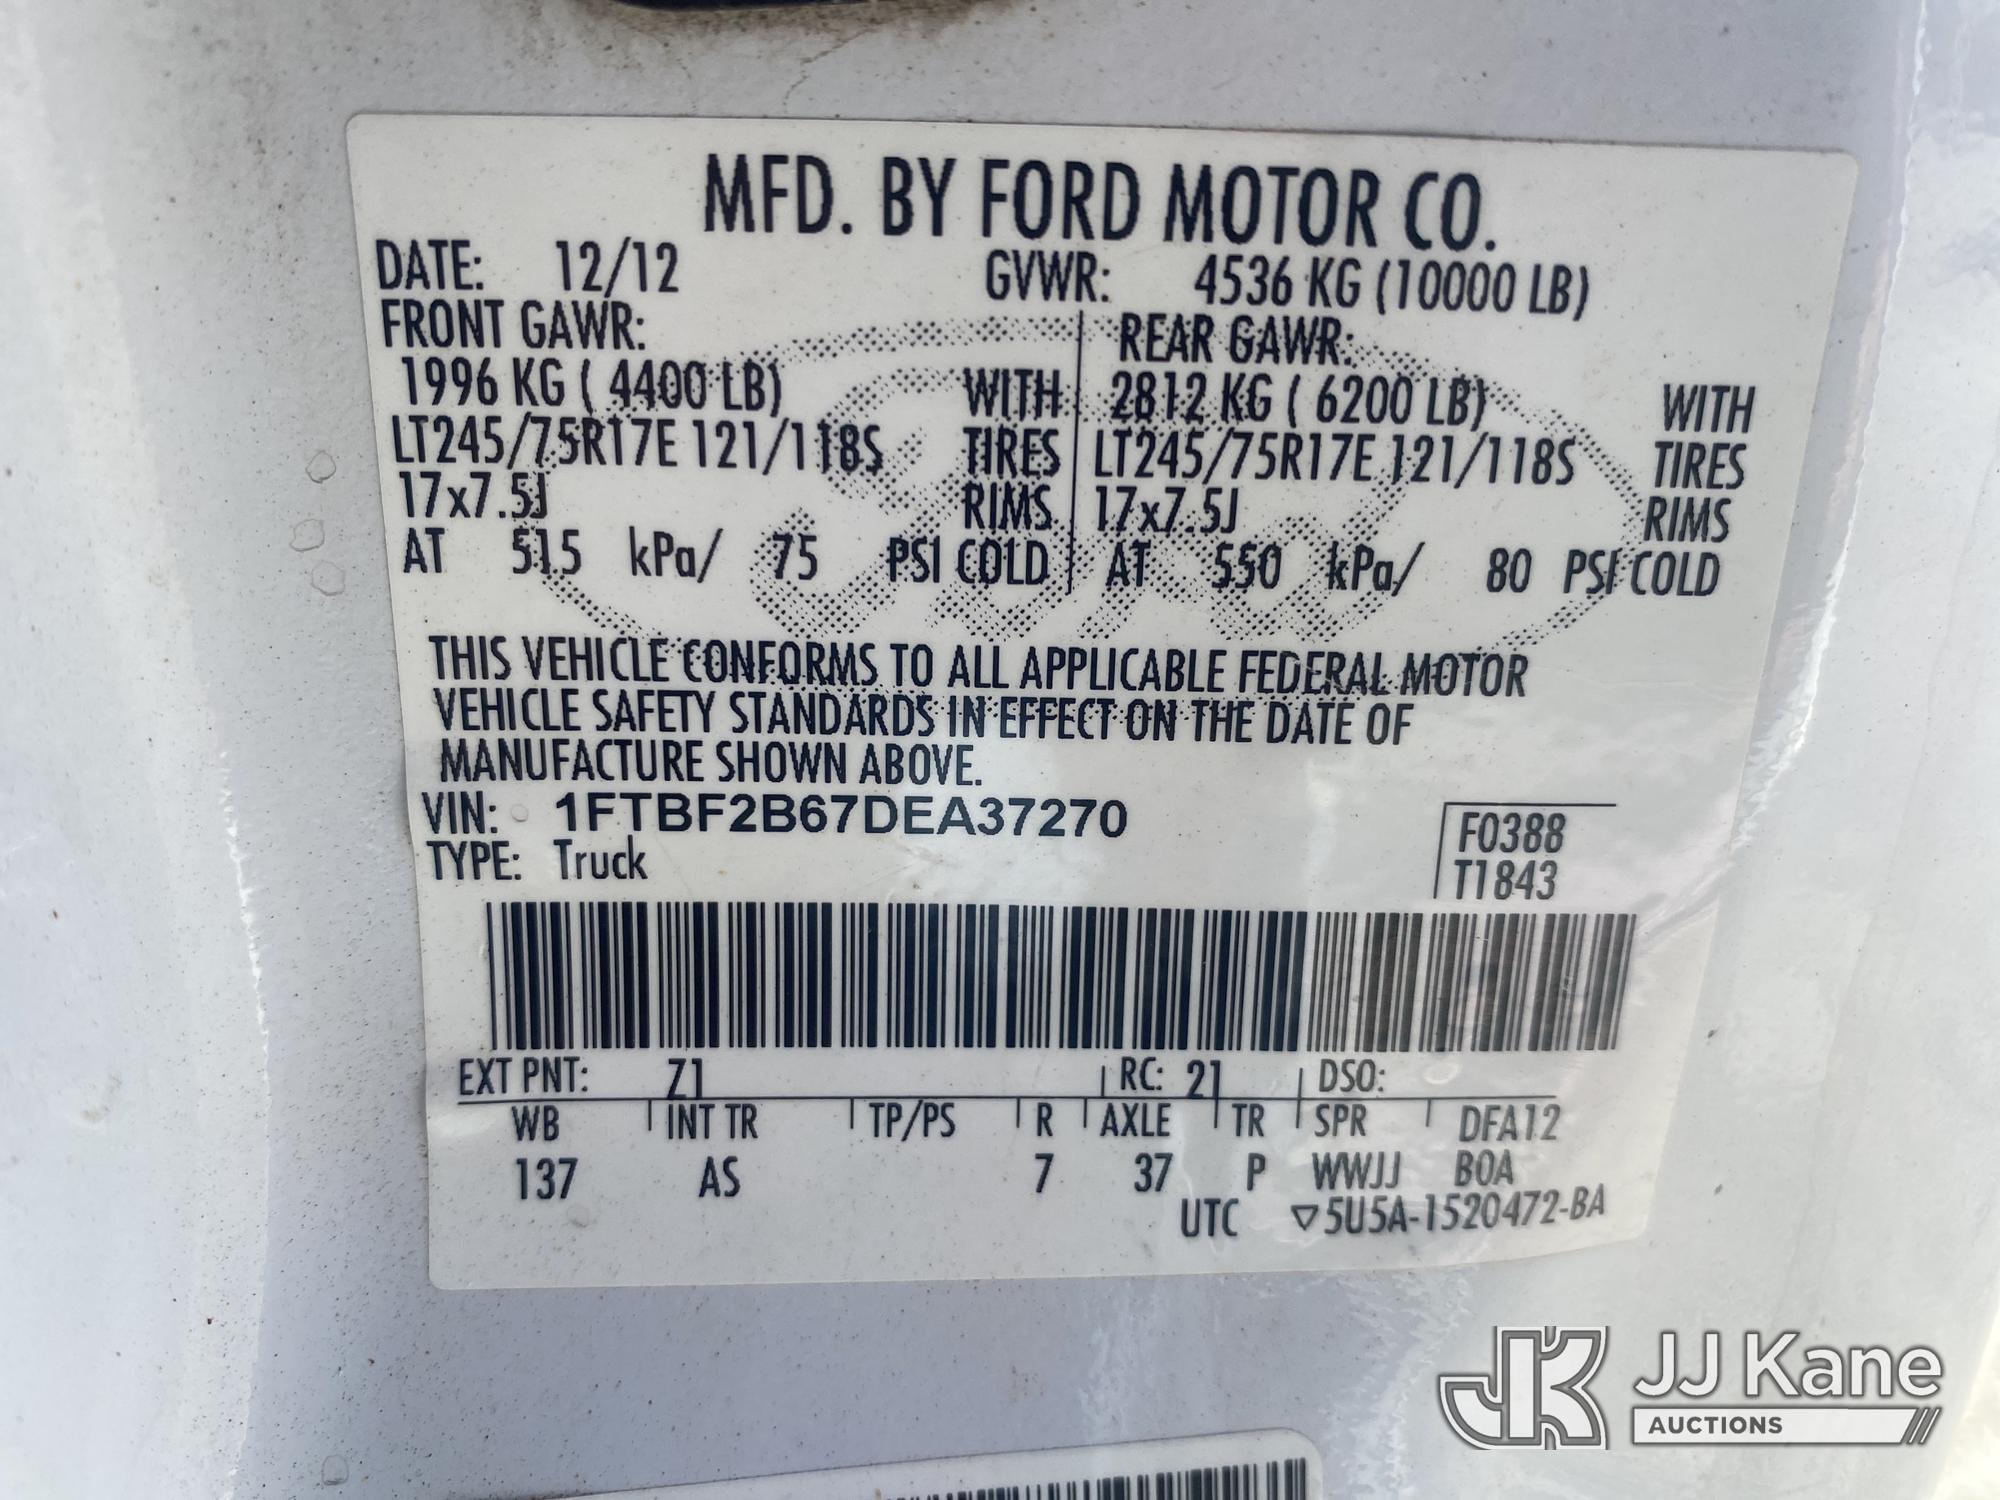 MFD. BY FORD MOTOR CO.
DATE: 12/12 GVWR: 4536 KG (10000 LB)
FRONT GAWR: REAR GAWR:
1996 KG ( 4400 LB) WITH 2812 KG ( 6200 LB) WITH
LT245/75R17E 121/118S TIRES LT245/75R17E 121/118S TIRES
17x7.5J RIMS 17x7.5J RIMS
AT 515 kPa/ 75 PSI COLD AT 550 kPa/ 80 PSI COLD
THIS VEHICLE CONFORMS TO ALL APPLICABLE FEDERAL MOTOR
VEHICLE SAFETY STANDARDS IN EFFECT ON THE DATE OF
MANUFACTURE SHOWN ABOVE.
VIN: 1FTBF2B67DEA37270 F0388
TYPE: Truck T1843
EXT PNT: Z1 RC: 21 DSO:
WB INT TR TP/PS R AXLE TR SPR DFA12
137 AS 7 37 P WWJJ BOA
UTC ▽5U5A-1520472-BA
JK JJ Kane
AUCTIONS